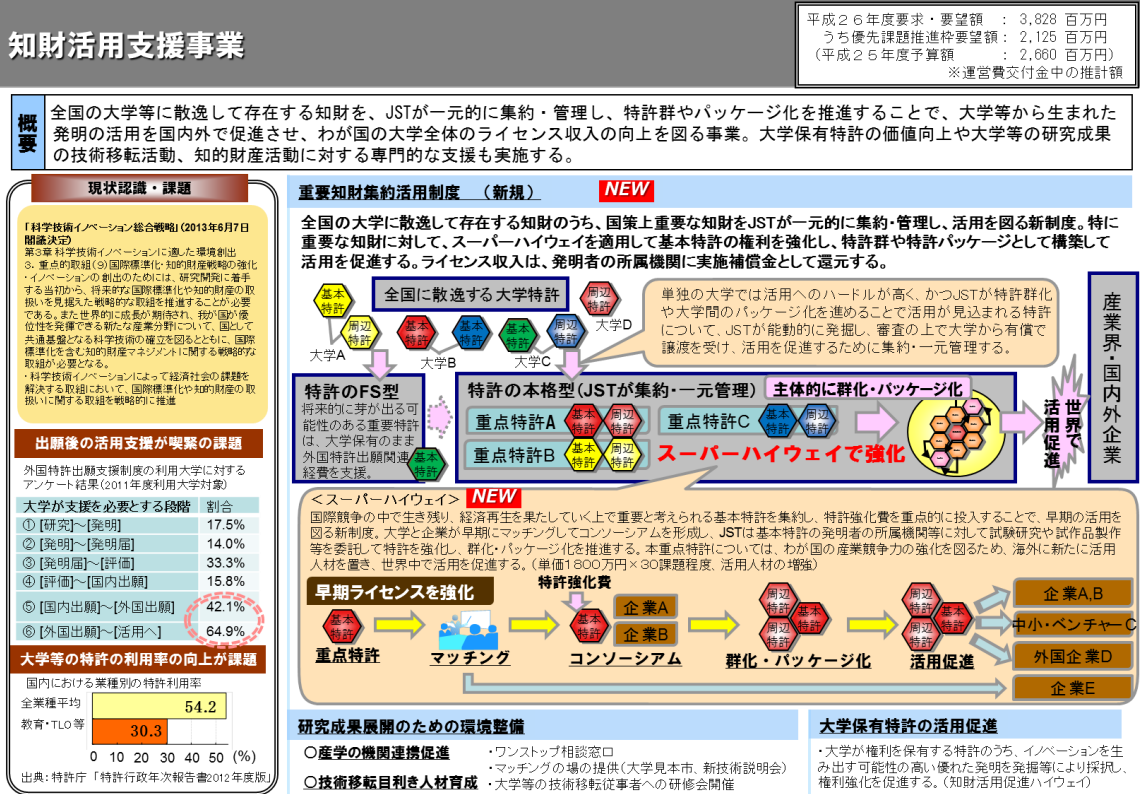 知財活用支援事業
平成２６年度要求・要望額 ： 3,828 百万円
うち優先課題推進枠要望額： 2,125 百万円
（平成２５年度予算額 ： 2,660 百万円）
※運営費交付金中の推計額
概要
全国の大学等に散逸して存在する知財を、JSTが一元的に集約・管理し、特許群やパッケージ化を推進することで、大学等から生まれた
発明の活用を国内外で促進させ、わが国の大学全体のライセンス収入の向上を図る事業。大学保有特許の価値向上や大学等の研究成果
の技術移転活動、知的財産活動に対する専門的な支援も実施する。
現状認識・課題
「科学技術イノベーション総合戦略」（2013年6月7日
閣議決定）
第3章 科学技術イノベーションに適した環境創出
３．重点的取組（９）国際標準化・知的財産戦略の強化
・イノベーションの創出のためには、研究開発に着手
する当初から、将来的な国際標準化や知的財産の取
扱いを見据えた戦略的な取組を推進することが必要
である。また世界的に成長が期待され、我が国が優
位性を発揮できる新たな産業分野について、国として
共通基盤となる科学技術の確立を図るとともに、国際
標準化を含む知的財産マネジメントに関する戦略的な
取組が必要となる。
・科学技術イノベーションによって経済社会の課題を
解決する取組において、国際標準化や知的財産の取
扱いに関する取組を戦略的に推進
出願後の活用支援が喫緊の課題
外国特許出願支援制度の利用大学に対する
アンケート結果（2011年度利用大学対象）
大学が支援を必要とする段階 割合
① [研究]～[発明] 17.5%
② [発明]～[発明届] 14.0%
③ [発明届]～[評価] 33.3%
④ [評価]～[国内出願] 15.8%
⑤ [国内出願]～[外国出願] 42.1%
⑥ [外国出願]～[活用へ] 64.9%
大学等の特許の利用率の向上が課題
国内における業種別の特許利用率
全業種平均 54.2
教育・TLO等 30.3
0 10 20 30 40 50 (%)
出典：特許庁「特許行政年次報告書2012年度版」
重要知財集約活用制度 （新規） NEW
全国の大学に散逸して存在する知財のうち、国策上重要な知財をJSTが一元的に集約・管理し、活用を図る新制度。特に
重要な知財に対して、スーパーハイウェイを適用して基本特許の権利を強化し、特許群や特許パッケージとして構築して
活用を促進する。ライセンス収入は、発明者の所属機関に実施補償金として還元する。
全国に散逸する大学特許
基本特許
周辺特許
大学A
基本特許
基本特許
大学B
基本特許
周辺特許
大学C
周辺特許
大学D
単独の大学では活用へのハードルが高く、かつJSTが特許群化
や大学間のパッケージ化を進めることで活用が見込まれる特許
について、JSTが能動的に発掘し、審査の上で大学から有償で
譲渡を受け、活用を促進するために集約・一元管理する。
産業界・国内外企業
世界で
活用促進
特許のFS型
将来的に芽が出る可
能性のある重要特許
は、大学保有のまま
外国特許出願関連
経費を支援。
基本特許
特許の本格型（JSTが集約・一元管理）
主体的に群化・パッケージ化
重点特許A 基本特許 周辺特許
重点特許C 基本特許 周辺特許
重点特許B 基本特許 周辺特許
スーパーハイウェイで強化
＜スーパーハイウェイ＞ NEW
国際競争の中で生き残り、経済再生を果たしていく上で重要と考えられる基本特許を集約し、特許強化費を重点的に投入することで、早期の活用を
図る新制度。大学と企業が早期にマッチングしてコンソーシアムを形成し、JSTは基本特許の発明者の所属機関等に対して試験研究や試作品製作
等を委託して特許を強化し、群化・パッケージ化を推進する。本重点特許については、わが国の産業競争力の強化を図るため、海外に新たに活用
人材を置き、世界中で活用を促進する。（単価１８００万円×３０課題程度、活用人材の増強）
早期ライセンスを強化
特許強化費
基本特許
重点特許
マッチング
基本特許
企業A
企業B
コンソーシアム
周辺特許
基本特許
周辺特許
群化・パッケージ化
周辺特許
基本特許
周辺特許
活用促進
企業A,B
中小・ベンチャーC
外国企業D
企業E
研究成果展開のための環境整備
○産学の機関連携促進
・ワンストップ相談窓口
・マッチングの場の提供（大学見本市、新技術説明会）
○技術移転目利き人材育成
・大学等の技術移転従事者への研修会開催
大学保有特許の活用促進
・大学が権利を保有する特許のうち、イノベーションを生
み出す可能性の高い優れた発明を発掘等により採択し、
権利強化を促進する。（知財活用促進ハイウェイ）